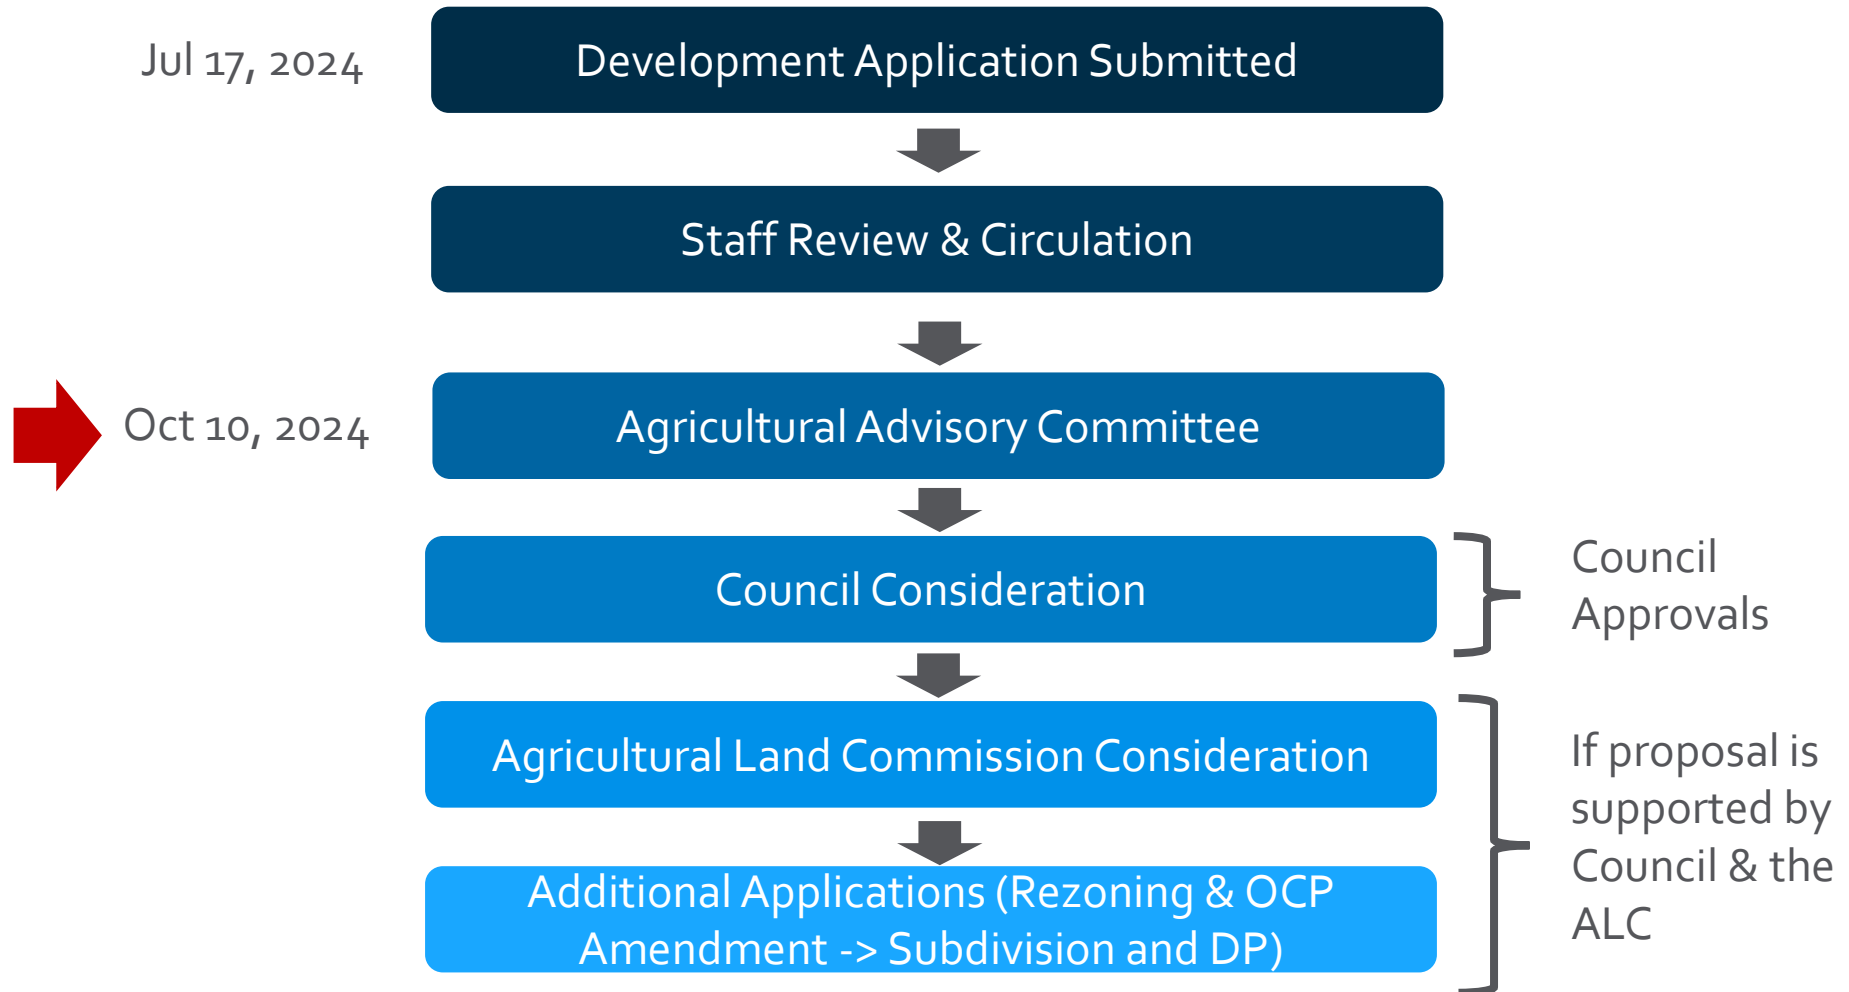 Jul 17, 2024
Development Application Submitted
Staff Review & Circulation
Oct 10, 2024
Agricultural Advisory Committee
Council Consideration
Council
Approvals
Agricultural Land Commission Consideration
If proposal is
supported by
Council & the
ALC
Additional Applications (Rezoning & OCP
Amendment -> Subdivision and DP)